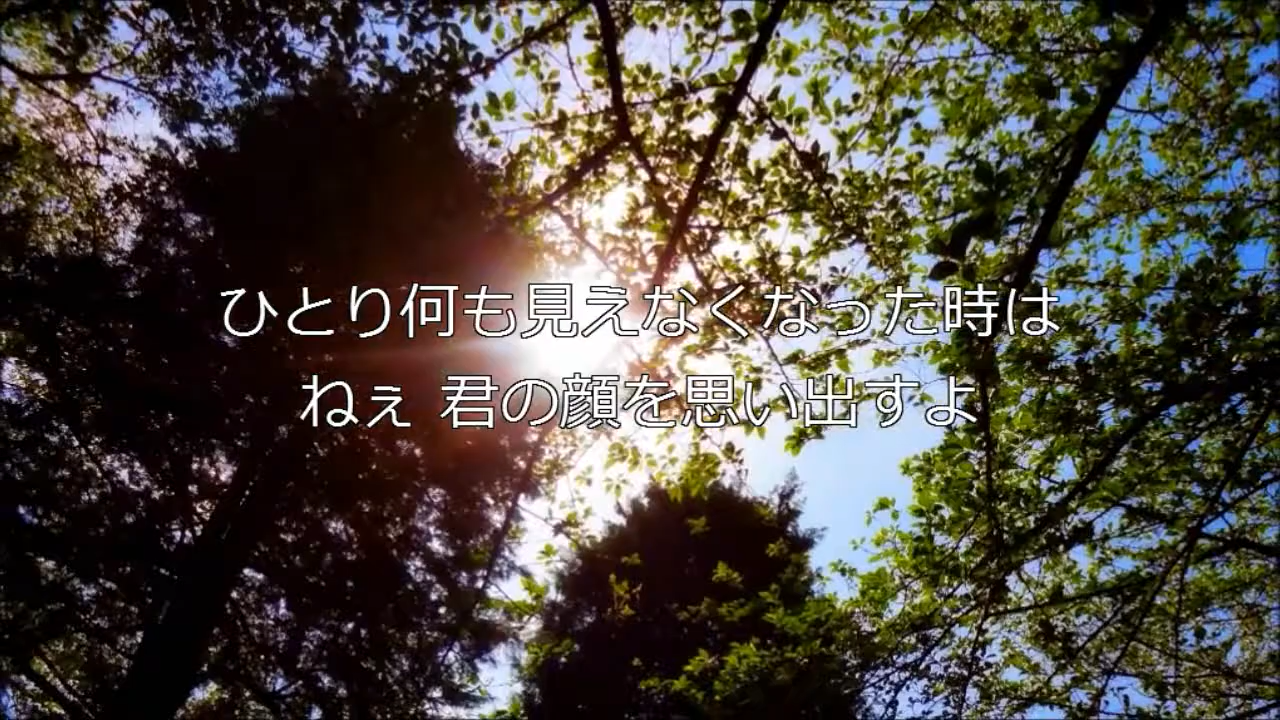 ひとり何も見えなくなった時は
ねぇ 君の顔を思い出すよ